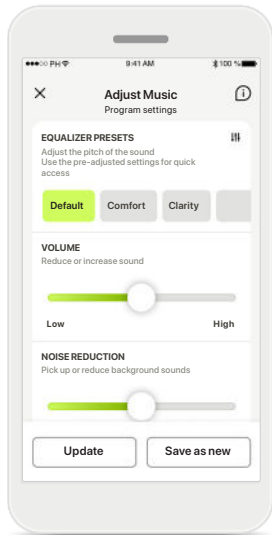 PH 9:41 AM 100 %
Adjust Music
Program settings
EQUALIZER PRESETS
Adjust the pitch of the sound
Use the pre-adjusted settings for quick
access
Default Comfort Clarity
VOLUME
Reduce or increase sound
Low High
NOISE REDUCTION
Pick up or reduce background sounds
Update Save as new